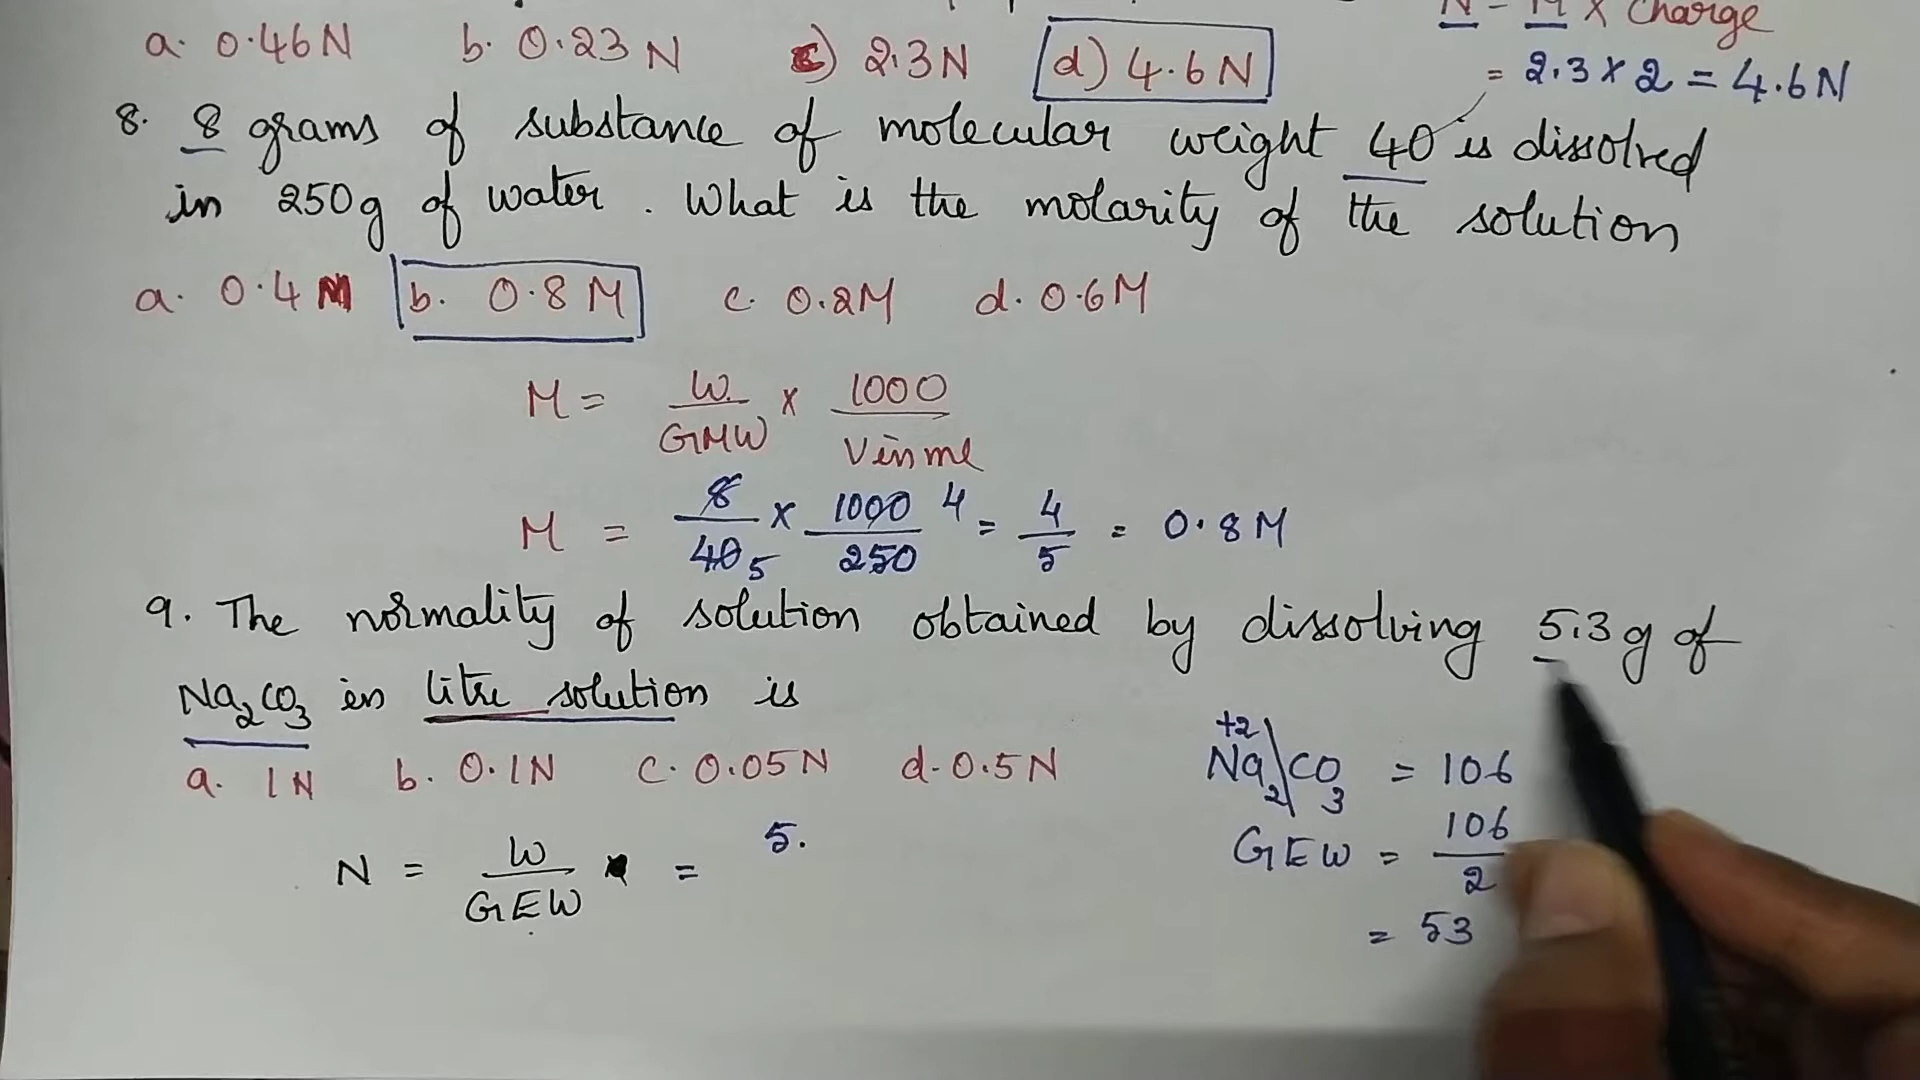 N = M x charge
a. 0.46N b. 0.23N c) 2.3N d) 4.6N
= 2.3 x 2 = 4.6N
8. 8 grams of substance of molecular weight 40 is dissolved
in 250g of water. What is the molarity of the solution
a. 0.4M b. 0.8M c. 0.2M d. 0.6M
M = W/GMW x 1000/Vinml
M = 8/40 5 x 1000/250 4 = 4/5 = 0.8M
9. The normality of solution obtained by dissolving 5.3g of
Na2CO3 in litre solution is
a. 1N b. 0.1N c. 0.05N d. 0.5N
+2
Na2CO3 = 106
GEW = 106/2
= 53
N = W/GEW = 5.